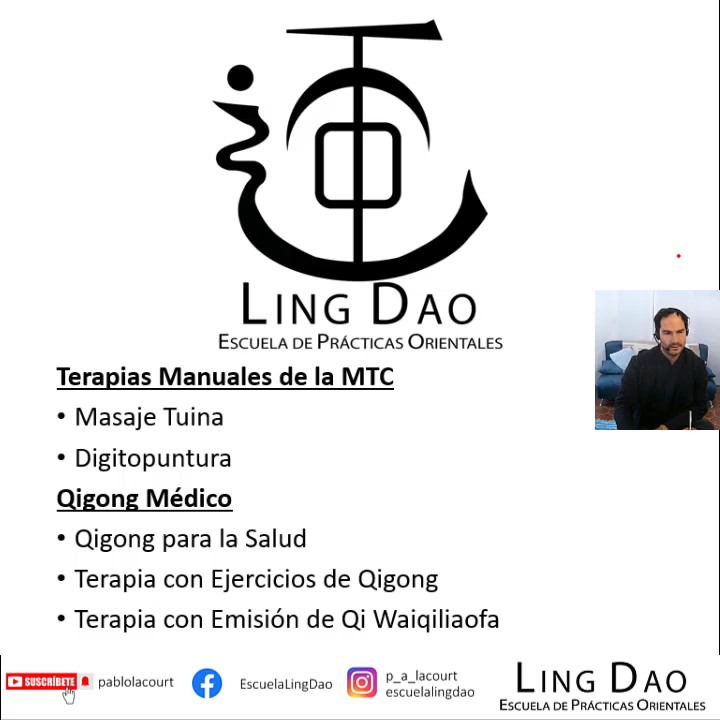 LING DAO
ESCUELA DE PRÁCTICAS ORIENTALES
Terapias Manuales de la MTC
• Masaje Tuina
• Digitopuntura
Qigong Médico
• Qigong para la Salud
• Terapia con Ejercicios de Qigong
• Terapia con Emisión de Qi Waiqiliaofa
SUSCRÍBETE
pablolacourt
EscuelaLingDao
p_a_lacourt
escuelalingdao
LING DAO
ESCUELA DE PRÁCTICAS ORIENTALES